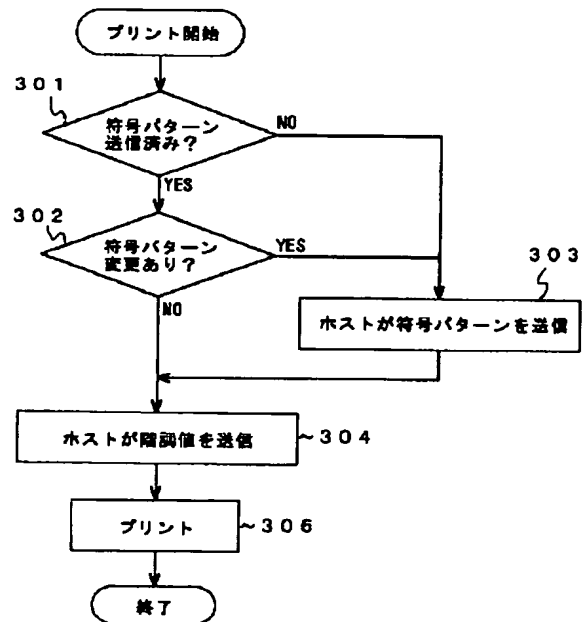 プリント開始
３０１
符号パターン
送信済み？
NO
YES
３０２
符号パターン
変更あり？
YES
NO
３０３
ホストが符号パターンを送信
ホストが階調値を送信
～３０４
プリント
～３０６
終了